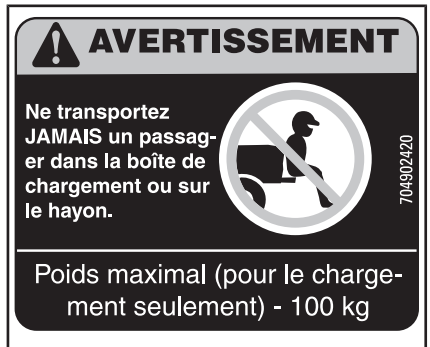 AVERTISSEMENT
Ne transportez
JAMAIS un passag-
er dans la boîte de
chargement ou sur
le hayon.
704902420
Poids maximal (pour le charge-
ment seulement) - 100 kg